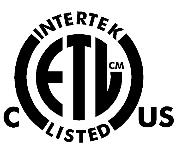 INTERTEK
ETL CM
C US
LISTED